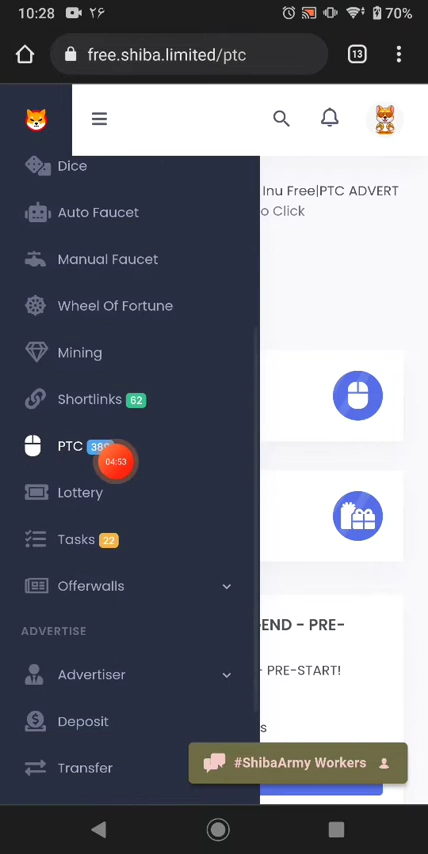 10:28 ۲۶ 70%
free.shiba.limited/ptc 13
Dice
Inu Free|PTC ADVERT
o Click
Auto Faucet
Manual Faucet
Wheel Of Fortune
Mining
Shortlinks 62
PTC 38
04:53
Lottery
Tasks 22
Offerwalls
END - PRE-
ADVERTISE
- PRE-START!
Advertiser
Deposit
s
#ShibaArmy Workers
Transfer